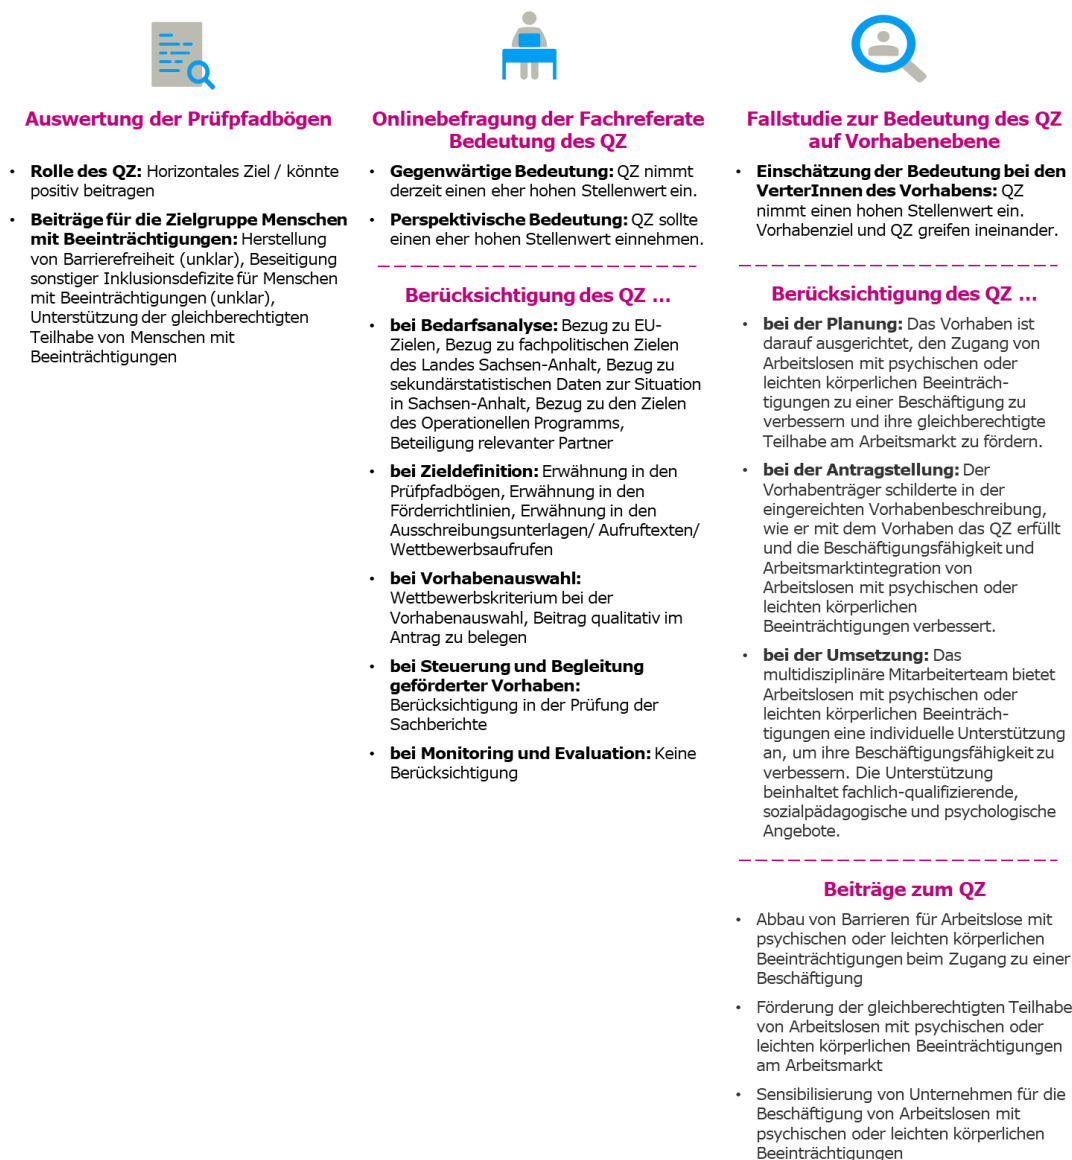 Auswertung der Prüfpfadbögen
• Rolle des QZ: Horizontales Ziel / könnte
positiv beitragen
• Beiträge für die Zielgruppe Menschen
mit Beeinträchtigungen: Herstellung
von Barrierefreiheit (unklar), Beseitigung
sonstiger Inklusionsdefizite für Menschen
mit Beeinträchtigungen (unklar),
Unterstützung der gleichberechtigten
Teilhabe von Menschen mit
Beeinträchtigungen
Onlinebefragung der Fachreferate
Bedeutung des QZ
• Gegenwärtige Bedeutung: QZ nimmt
derzeit einen eher hohen Stellenwert ein.
• Perspektivische Bedeutung: QZ sollte
einen eher hohen Stellenwert einnehmen.
Berücksichtigung des QZ ...
• bei Bedarfsanalyse: Bezug zu EU-
Zielen, Bezug zu fachpolitischen Zielen
des Landes Sachsen-Anhalt, Bezug zu
sekundärstatistischen Daten zur Situation
in Sachsen-Anhalt, Bezug zu den Zielen
des Operationellen Programms,
Beteiligung relevanter Partner
• bei Zieldefinition: Erwähnung in den
Prüfpfadbögen, Erwähnung in den
Förderrichtlinien, Erwähnung in den
Ausschreibungsunterlagen/ Aufruftexten/
Wettbewerbsaufrufen
• bei Vorhabenauswahl:
Wettbewerbskriterium bei der
Vorhabenauswahl, Beitrag qualitativ im
Antrag zu belegen
• bei Steuerung und Begleitung
geförderter Vorhaben:
Berücksichtigung in der Prüfung der
Sachberichte
• bei Monitoring und Evaluation: Keine
Berücksichtigung
Fallstudie zur Bedeutung des QZ
auf Vorhabenebene
• Einschätzung der Bedeutung bei den
VerterInnen des Vorhabens: QZ
nimmt einen hohen Stellenwert ein.
Vorhabenziel und QZ greifen ineinander.
Berücksichtigung des QZ ...
• bei der Planung: Das Vorhaben ist
darauf ausgerichtet, den Zugang von
Arbeitslosen mit psychischen oder
leichten körperlichen Beeinträch-
tigungen zu einer Beschäftigung zu
verbessern und ihre gleichberechtigte
Teilhabe am Arbeitsmarkt zu fördern.
• bei der Antragstellung: Der
Vorhabenträger schilderte in der
eingereichten Vorhabenbeschreibung,
wie er mit dem Vorhaben das QZ erfüllt
und die Beschäftigungsfähigkeit und
Arbeitsmarktintegration von
Arbeitslosen mit psychischen oder
leichten körperlichen
Beeinträchtigungen verbessert.
• bei der Umsetzung: Das
multidisziplinäre Mitarbeiterteam bietet
Arbeitslosen mit psychischen oder
leichten körperlichen Beeinträch-
tigungen eine individuelle Unterstützung
an, um ihre Beschäftigungsfähigkeit zu
verbessern. Die Unterstützung
beinhaltet fachlich-qualifizierende,
sozialpädagogische und psychologische
Angebote.
Beiträge zum QZ
• Abbau von Barrieren für Arbeitslose mit
psychischen oder leichten körperlichen
Beeinträchtigungen beim Zugang zu einer
Beschäftigung
• Förderung der gleichberechtigten Teilhabe
von Arbeitslosen mit psychischen oder
leichten körperlichen Beeinträchtigungen
am Arbeitsmarkt
• Sensibilisierung von Unternehmen für die
Beschäftigung von Arbeitslosen mit
psychischen oder leichten körperlichen
Beeinträchtigungen